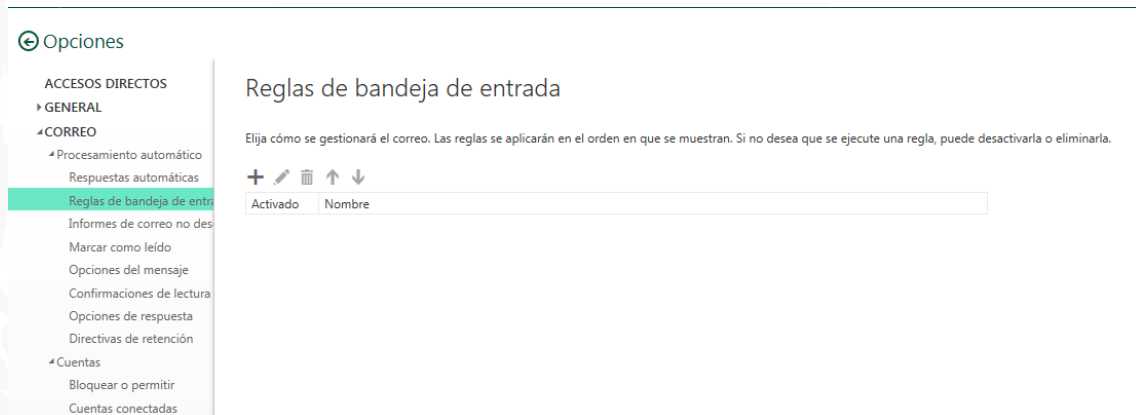 Opciones
ACCESOS DIRECTOS
GENERAL
CORREO
Procesamiento automático
Respuestas automáticas
Reglas de bandeja de entra
Informes de correo no des
Marcar como leído
Opciones del mensaje
Confirmaciones de lectura
Opciones de respuesta
Directivas de retención
Cuentas
Bloquear o permitir
Cuentas conectadas
Reglas de bandeja de entrada
Elija cómo se gestionará el correo. Las reglas se aplicarán en el orden en que se muestran. Si no desea que se ejecute una regla, puede desactivarla o eliminarla.
Activado Nombre